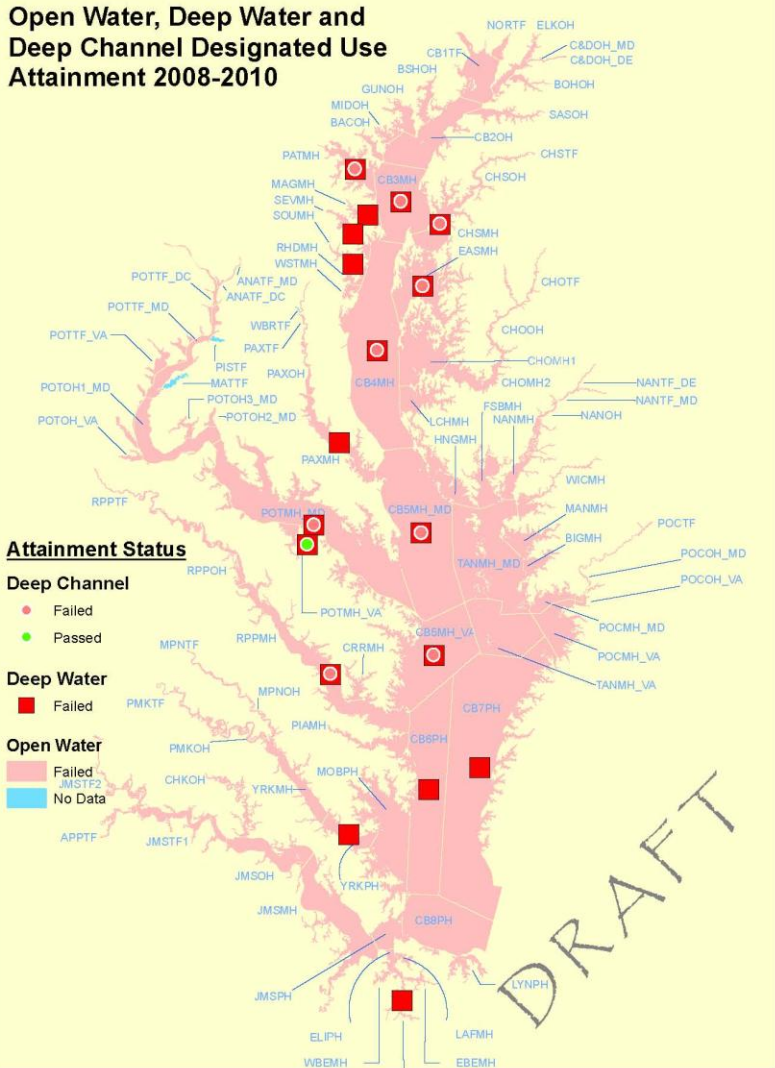 Open Water, Deep Water and
Deep Channel Designated Use
Attainment 2008-2010
NORTF
ELKOH
CB1TF
C&DOH_MD
C&DOH_DE
BSHOH
BOHOH
GUNOH
MIDOH
BACOH
SASOH
CB2OH
PATMH
CHSTF
CB3MH
CHSOH
MAGMH
SEVMH
SOUMH
CHSMH
RHDMH
EASMH
WSTMH
POTTF_DC
ANATF_MD
ANATF_DC
CHOTF
POTTF_MD
WBRTF
POTTF_VA
PAXTF
CHOOH
PISTF
CHOMH1
MATTF
PAXOH
CB4MH
CHOMH2
NANTF_DE
POTOH1_MD
POTOH3_MD
NANTF_MD
POTOH2_MD
FSBMH
NANOH
POTOH_VA
LCHMH
NANMH
HNGMH
PAXMH
WICMH
RPPTF
MANMH
POTMH_MD
CB5MH_MD
POCTF
BIGMH
Attainment Status
TANMH_MD
POCOH_MD
RPPOH
POCOH_VA
Deep Channel
Failed
POTMH_VA
POCMH_MD
Passed
RPPMH
CB5MH_VA
MPNTF
CRRMH
POCMH_VA
Deep Water
TANMH_VA
Failed
MPNOH
PMKTF
CB7PH
PIAMH
CB6PH
Open Water
PMKOH
Failed
MOBPH
CHKOH
JMSTF2
YRKMH
No Data
APPTF
JMSTF1
YRKPH
JMSOH
JMSMH
CB8PH
DRAFT
JMSPH
LYNPH
ELIPH
LAFMH
WBEMH
EBEMH